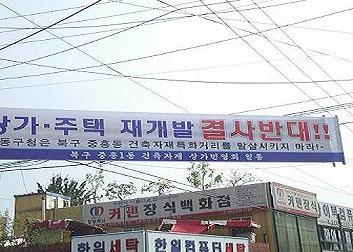 상가·주택 재개발 결사반대!!
동구청은 북구 중흥동 건축자재특화거리를 말살시키지 마라!-
북구 중흥1동 건축자재 상가번영회 일동
커텐장식백화점
커텐장식
한일세탁
한일컴퓨터세탁